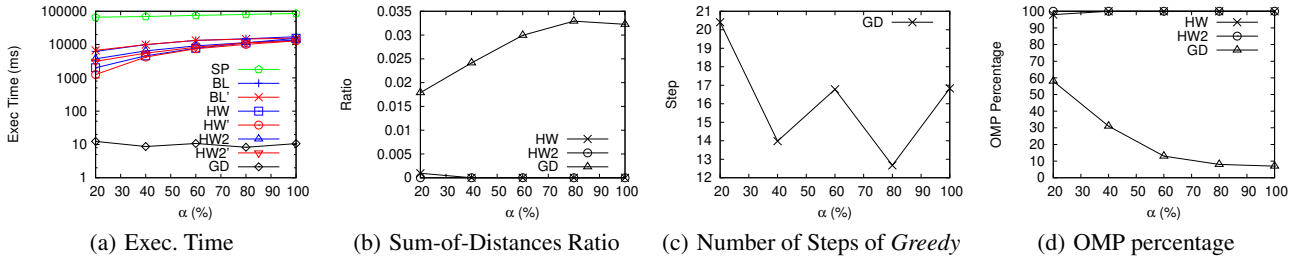 Exec Time (ms)
100000
10000
1000
100
10
1
20 30 40 50 60 70 80 90 100
α (%)
SP
BL
BL'
HW
HW'
HW2
HW2'
GD
(a) Exec. Time
Ratio
0.035
0.03
0.025
0.02
0.015
0.01
0.005
0
20 30 40 50 60 70 80 90 100
α (%)
HW
HW2
GD
(b) Sum-of-Distances Ratio
Step
21
20
19
18
17
16
15
14
13
12
20 30 40 50 60 70 80 90 100
α (%)
GD
(c) Number of Steps of Greedy
OMP Percentage
100
90
80
70
60
50
40
30
20
10
0
20 30 40 50 60 70 80 90 100
α (%)
HW
HW2
GD
(d) OMP percentage